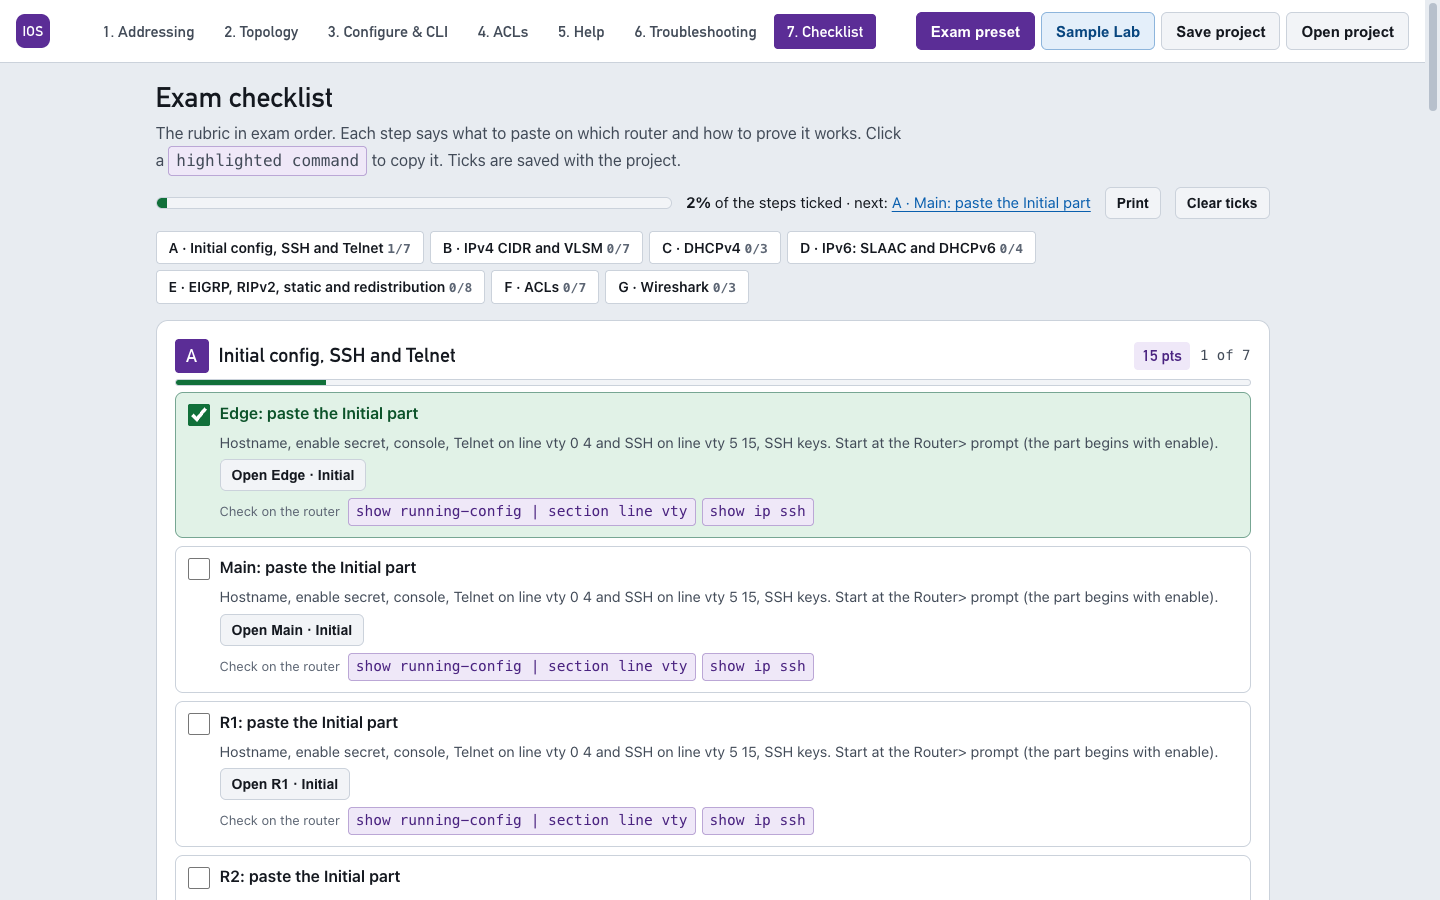 IOS
1. Addressing
2. Topology
3. Configure & CLI
4. ACLs
5. Help
6. Troubleshooting
7. Checklist
Exam preset
Sample Lab
Save project
Open project
Exam checklist
The rubric in exam order. Each step says what to paste on which router and how to prove it works. Click
a highlighted command to copy it. Ticks are saved with the project.
2% of the steps ticked · next: A · Main: paste the Initial part
Print
Clear ticks
A · Initial config, SSH and Telnet 1/7
B · IPv4 CIDR and VLSM 0/7
C · DHCPv4 0/3
D · IPv6: SLAAC and DHCPv6 0/4
E · EIGRP, RIPv2, static and redistribution 0/8
F · ACLs 0/7
G · Wireshark 0/3
A
Initial config, SSH and Telnet
15 pts
1 of 7
Edge: paste the Initial part
Hostname, enable secret, console, Telnet on line vty 0 4 and SSH on line vty 5 15, SSH keys. Start at the Router> prompt (the part begins with enable).
Open Edge · Initial
Check on the router show running-config | section line vty show ip ssh
Main: paste the Initial part
Hostname, enable secret, console, Telnet on line vty 0 4 and SSH on line vty 5 15, SSH keys. Start at the Router> prompt (the part begins with enable).
Open Main · Initial
Check on the router show running-config | section line vty show ip ssh
R1: paste the Initial part
Hostname, enable secret, console, Telnet on line vty 0 4 and SSH on line vty 5 15, SSH keys. Start at the Router> prompt (the part begins with enable).
Open R1 · Initial
Check on the router show running-config | section line vty show ip ssh
R2: paste the Initial part